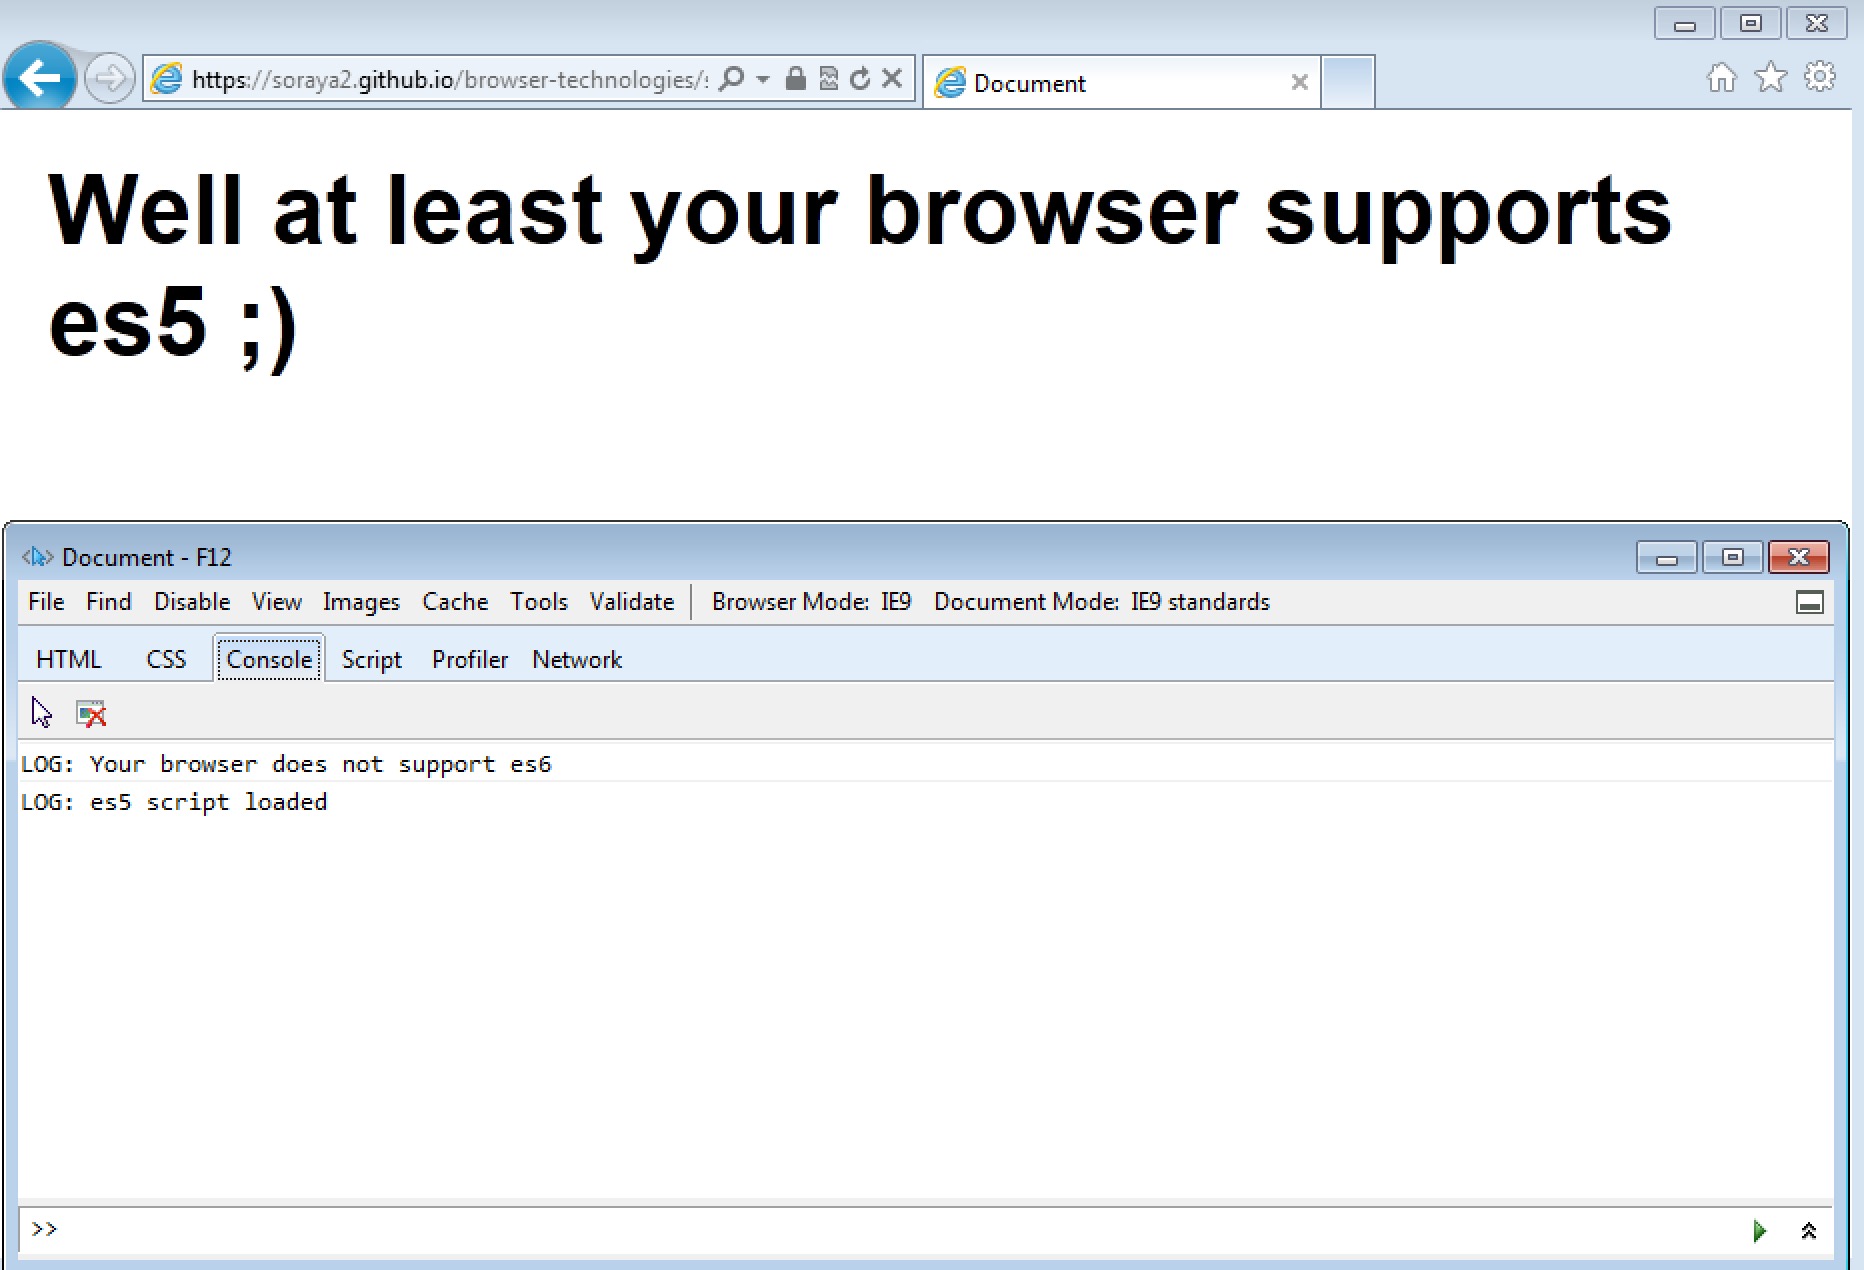 https://soraya2.github.io/browser-technologies/
Document
Well at least your browser supports
es5 ;)
Document - F12
File Find Disable View Images Cache Tools Validate Browser Mode: IE9 Document Mode: IE9 standards
HTML CSS Console Script Profiler Network
LOG: Your browser does not support es6
LOG: es5 script loaded
>>